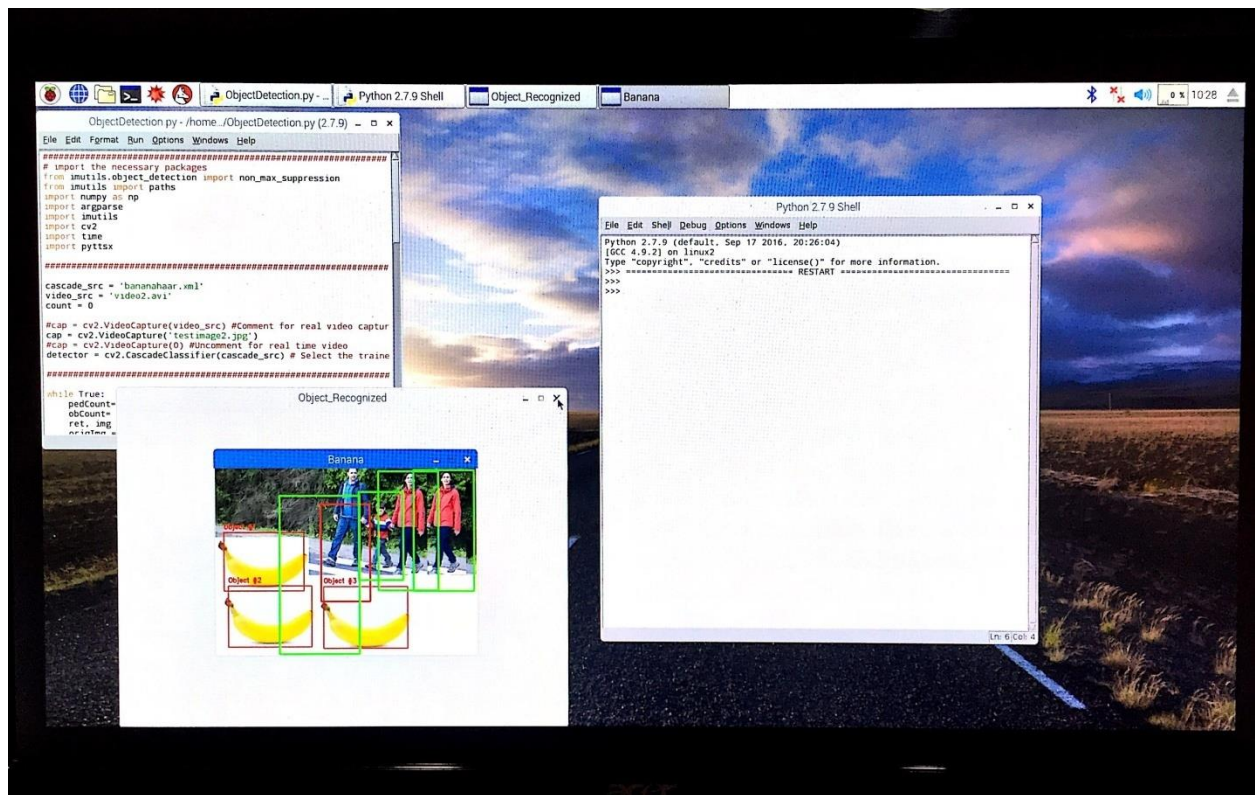 ObjectDetection.py - ... Python 2.7.9 Shell Object_Recognized Banana 0 % 10:28
ObjectDetection.py - /home.../ObjectDetection.py (2.7.9)
File Edit Format Run Options Windows Help
##################################################################
# import the necessary packages
from imutils.object_detection import non_max_suppression
from imutils import paths
import numpy as np
import argparse
import imutils
import cv2
import time
import pyttsx
##################################################################
cascade_src = 'bananahaar.xml'
video_src = 'video2.avi'
count = 0
#cap = cv2.VideoCapture(video_src) #Comment for real video captur
cap = cv2.VideoCapture('testimage2.jpg')
#cap = cv2.VideoCapture(0) #Uncomment for real time video
detector = cv2.CascadeClassifier(cascade_src) # Select the traine
##################################################################
while True:
pedCount=
obCount=
ret, img
origImg =
Object_Recognized
Banana
Object #2
Object #3
Python 2.7.9 Shell
File Edit Shell Debug Options Windows Help
Python 2.7.9 (default, Sep 17 2016, 20:26:04)
[GCC 4.9.2] on linux2
Type "copyright", "credits" or "license()" for more information.
>>> ================================ RESTART ================================
>>>
>>>
Ln: 6 Col: 4